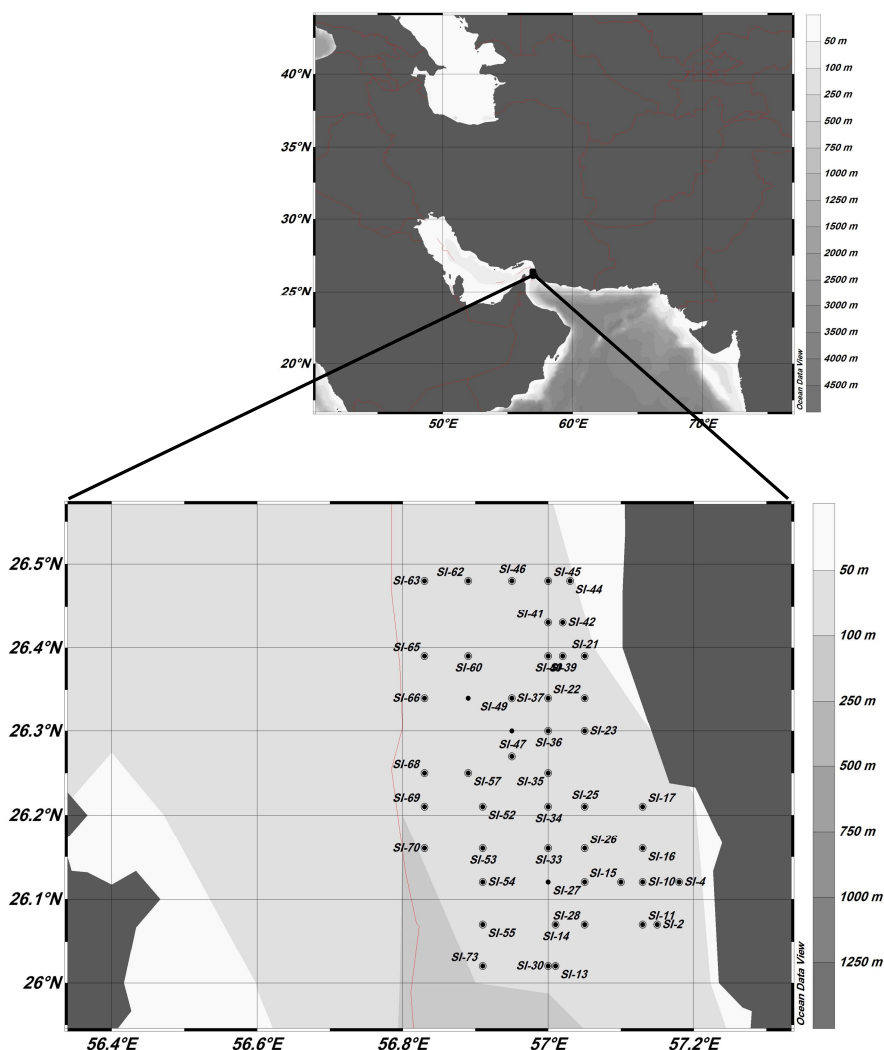 50 m
40°N
100 m
250 m
500 m
35°N
750 m
1000 m
1250 m
30°N
1500 m
2000 m
2500 m
25°N
3000 m
3500 m
20°N
4000 m
4500 m
Ocean Data View
50°E
60°E
70°E
26.5°N
SI-63
SI-62
SI-46
SI-45
SI-44
50 m
SI-41
SI-42
100 m
26.4°N
SI-65
SI-60
SI-39
SI-21
SI-66
SI-49
SI-37
SI-22
250 m
26.3°N
SI-47
SI-36
SI-23
SI-68
SI-57
SI-35
500 m
26.2°N
SI-69
SI-52
SI-34
SI-25
SI-17
750 m
SI-70
SI-53
SI-33
SI-26
SI-16
26.1°N
SI-54
SI-27
SI-15
SI-10
SI-4
1000 m
SI-55
SI-14
SI-28
SI-11
SI-2
26°N
SI-73
SI-30
SI-13
1250 m
Ocean Data View
56.4°E
56.6°E
56.8°E
57°E
57.2°E